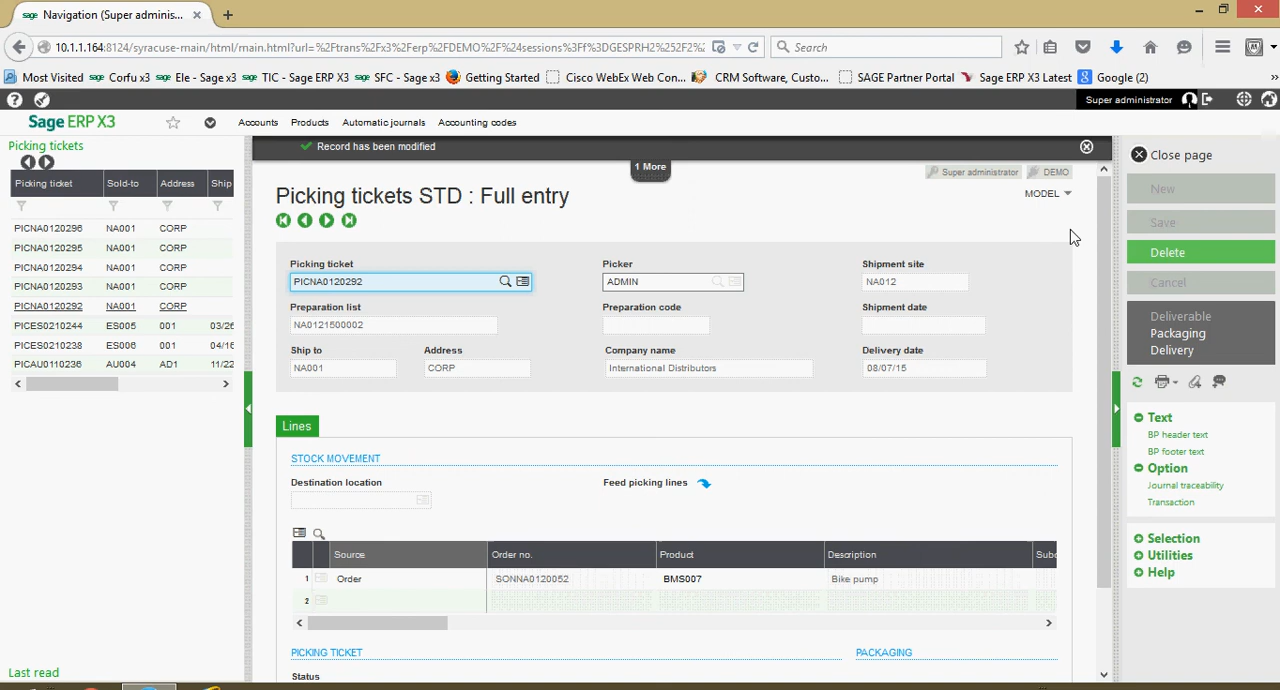 sage Navigation (Super adminis...
10.1.1.164:8124/syracuse-main/html/main.html?url=%2Ftrans%2Fx3%2Ferp%2FDEMO%2F%24sessions%3Ff%3DGESPRH2%252F2%2
Search
Most Visited
sage Corfu x3
sage Ele - Sage x3
sage TIC - Sage ERP X3
sage SFC - Sage x3
Getting Started
Cisco WebEx Web Con...
CRM Software, Custo...
SAGE Partner Portal
Sage ERP X3 Latest
Google (2)
Super administrator
Sage ERP X3
Accounts Products Automatic journals Accounting codes
Picking tickets
Picking ticket Sold-to Address Ship
PICNA0120296 NA001 CORP
PICNA0120295 NA001 CORP
PICNA0120294 NA001 CORP
PICNA0120293 NA001 CORP
PICNA0120292 NA001 CORP
PICES0210244 ES005 001 03/26
PICES0210238 ES006 001 04/16
PICAU0110236 AU004 AD1 11/22
Last read
Record has been modified
1 More
Super administrator DEMO
Picking tickets STD : Full entry
MODEL
Picking ticket Picker Shipment site
PICNA0120292 ADMIN NA012
Preparation list Preparation code Shipment date
NA0121500002
Ship to Address Company name Delivery date
NA001 CORP International Distributors 08/07/15
Lines
STOCK MOVEMENT
Destination location Feed picking lines
Source Order no. Product Description Subc
1 Order SONNA0120052 BMS007 Bike pump
2
PICKING TICKET PACKAGING
Status
Close page
New
Save
Delete
Cancel
Deliverable
Packaging
Delivery
Text
BP header text
BP footer text
Option
Journal traceability
Transaction
Selection
Utilities
Help